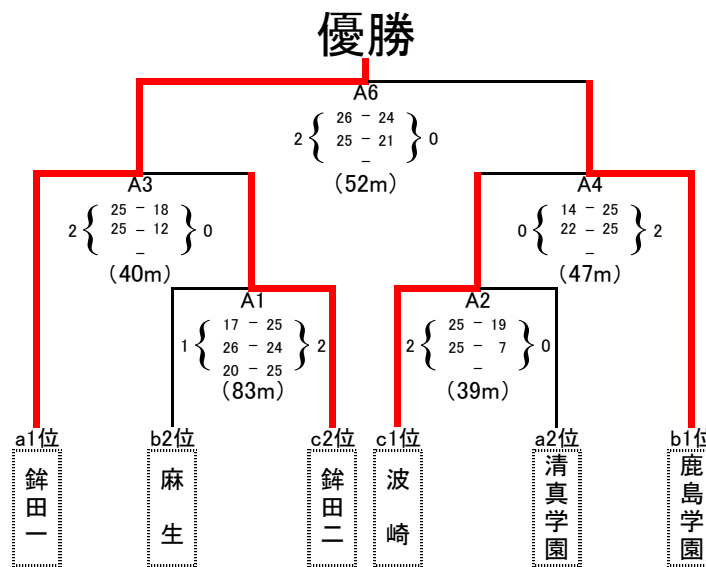 優勝
A6
2 { 26 − 24 } 0
25 − 21
−
(52m)
A3
2 { 25 − 18 } 0
25 − 12
−
(40m)
A4
0 { 14 − 25 } 2
22 − 25
−
(47m)
A1
1 { 17 − 25 } 2
26 − 24
20 − 25
(83m)
A2
2 { 25 − 19 } 0
25 − 7
−
(39m)
a1位
b2位
c2位
c1位
a2位
b1位
鉾田一
麻生
鉾田二
波崎
清真学園
鹿島学園